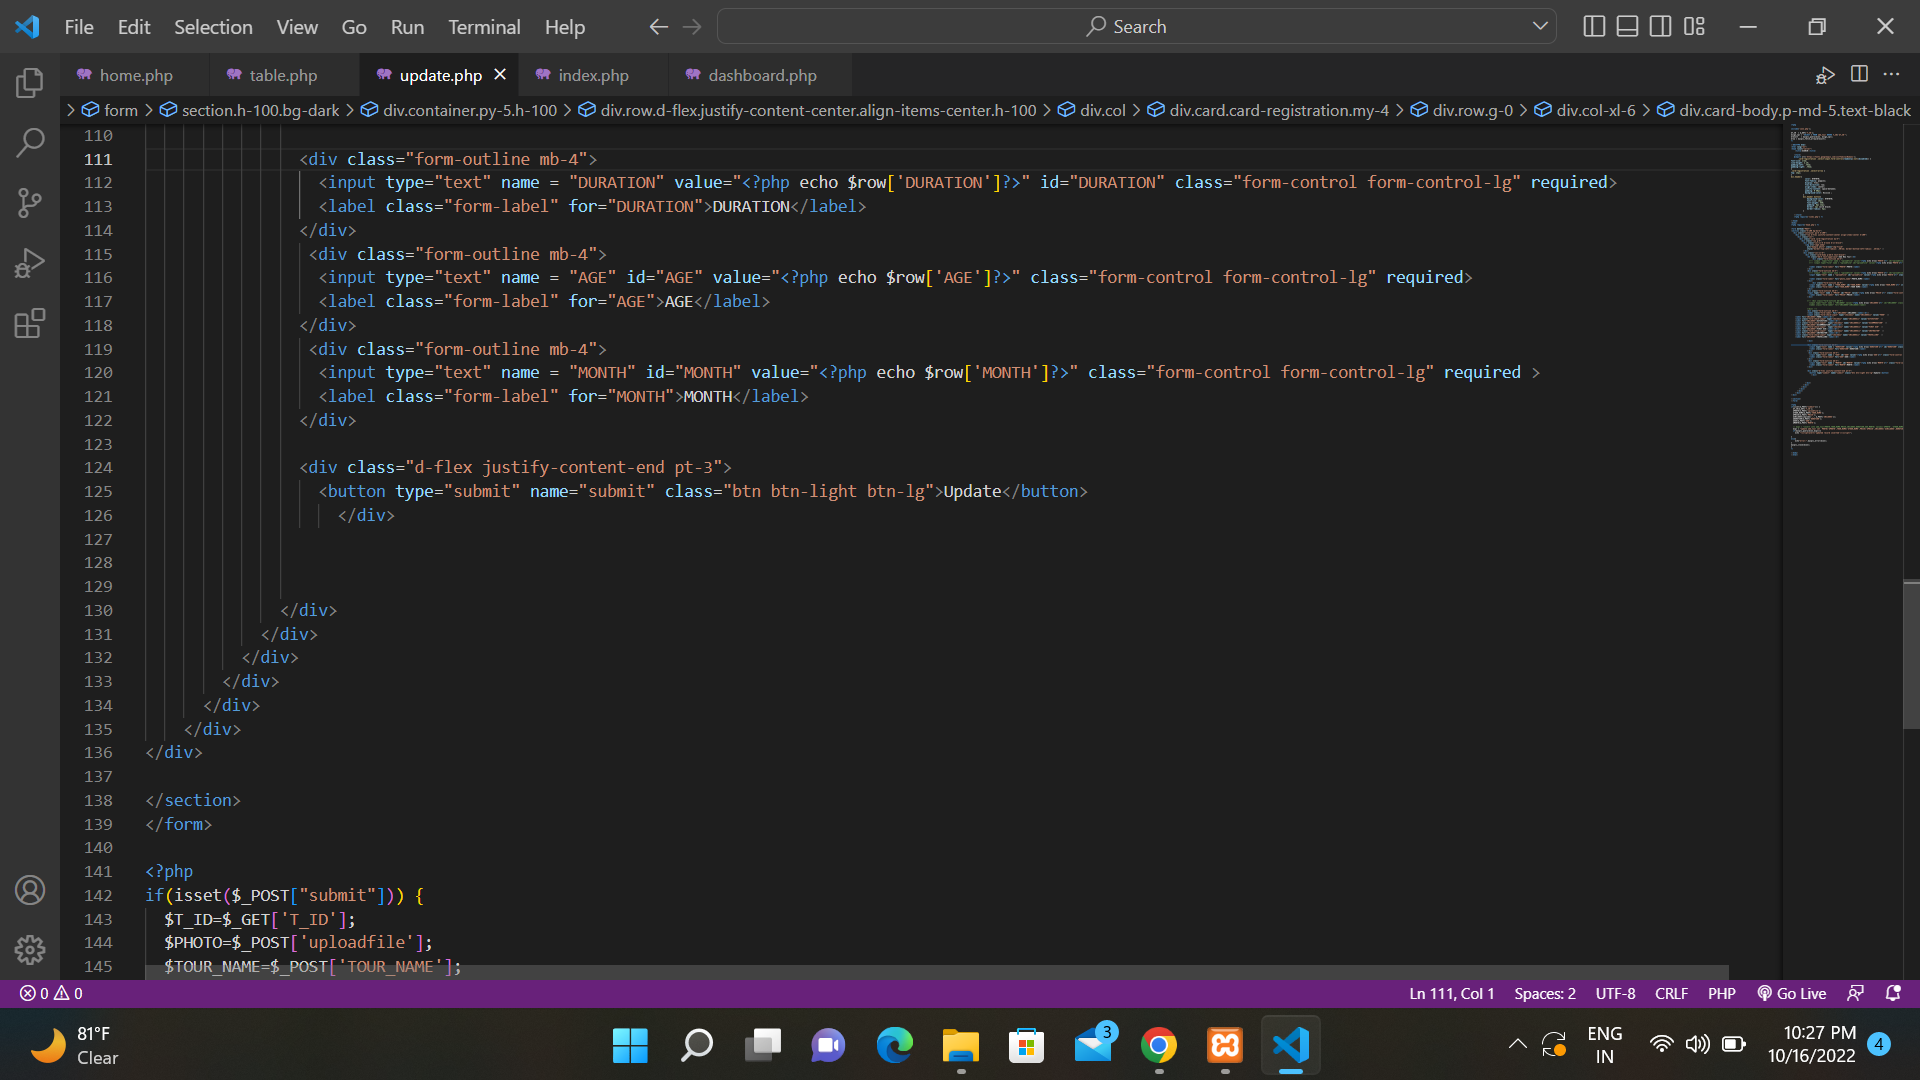 File Edit Selection View Go Run Terminal Help Search
home.php table.php update.php index.php dashboard.php
form section.h-100.bg-dark div.container.py-5.h-100 div.row.d-flex.justify-content-center.align-items-center.h-100 div.col div.card.card-registration.my-4 div.row.g-0 div.col-xl-6 div.card-body.p-md-5.text-black
110
111 <div class="form-outline mb-4">
112 <input type="text" name = "DURATION" value="<?php echo $row['DURATION']?>" id="DURATION" class="form-control form-control-lg" required>
113 <label class="form-label" for="DURATION">DURATION</label>
114 </div>
115 <div class="form-outline mb-4">
116 <input type="text" name = "AGE" id="AGE" value="<?php echo $row['AGE']?>" class="form-control form-control-lg" required>
117 <label class="form-label" for="AGE">AGE</label>
118 </div>
119 <div class="form-outline mb-4">
120 <input type="text" name = "MONTH" id="MONTH" value="<?php echo $row['MONTH']?>" class="form-control form-control-lg" required >
121 <label class="form-label" for="MONTH">MONTH</label>
122 </div>
123
124 <div class="d-flex justify-content-end pt-3">
125 <button type="submit" name="submit" class="btn btn-light btn-lg">Update</button>
126 </div>
127
128
129
130 </div>
131 </div>
132 </div>
133 </div>
134 </div>
135 </div>
136 </div>
137
138 </section>
139 </form>
140
141 <?php
142 if(isset($_POST["submit"])) {
143 $T_ID=$_GET['T_ID'];
144 $PHOTO=$_POST['uploadfile'];
145 $TOUR_NAME=$_POST['TOUR_NAME'];
0 0 Ln 111, Col 1 Spaces: 2 UTF-8 CRLF PHP Go Live
81°F
Clear
3
ENG
IN
10:27 PM
10/16/2022
4